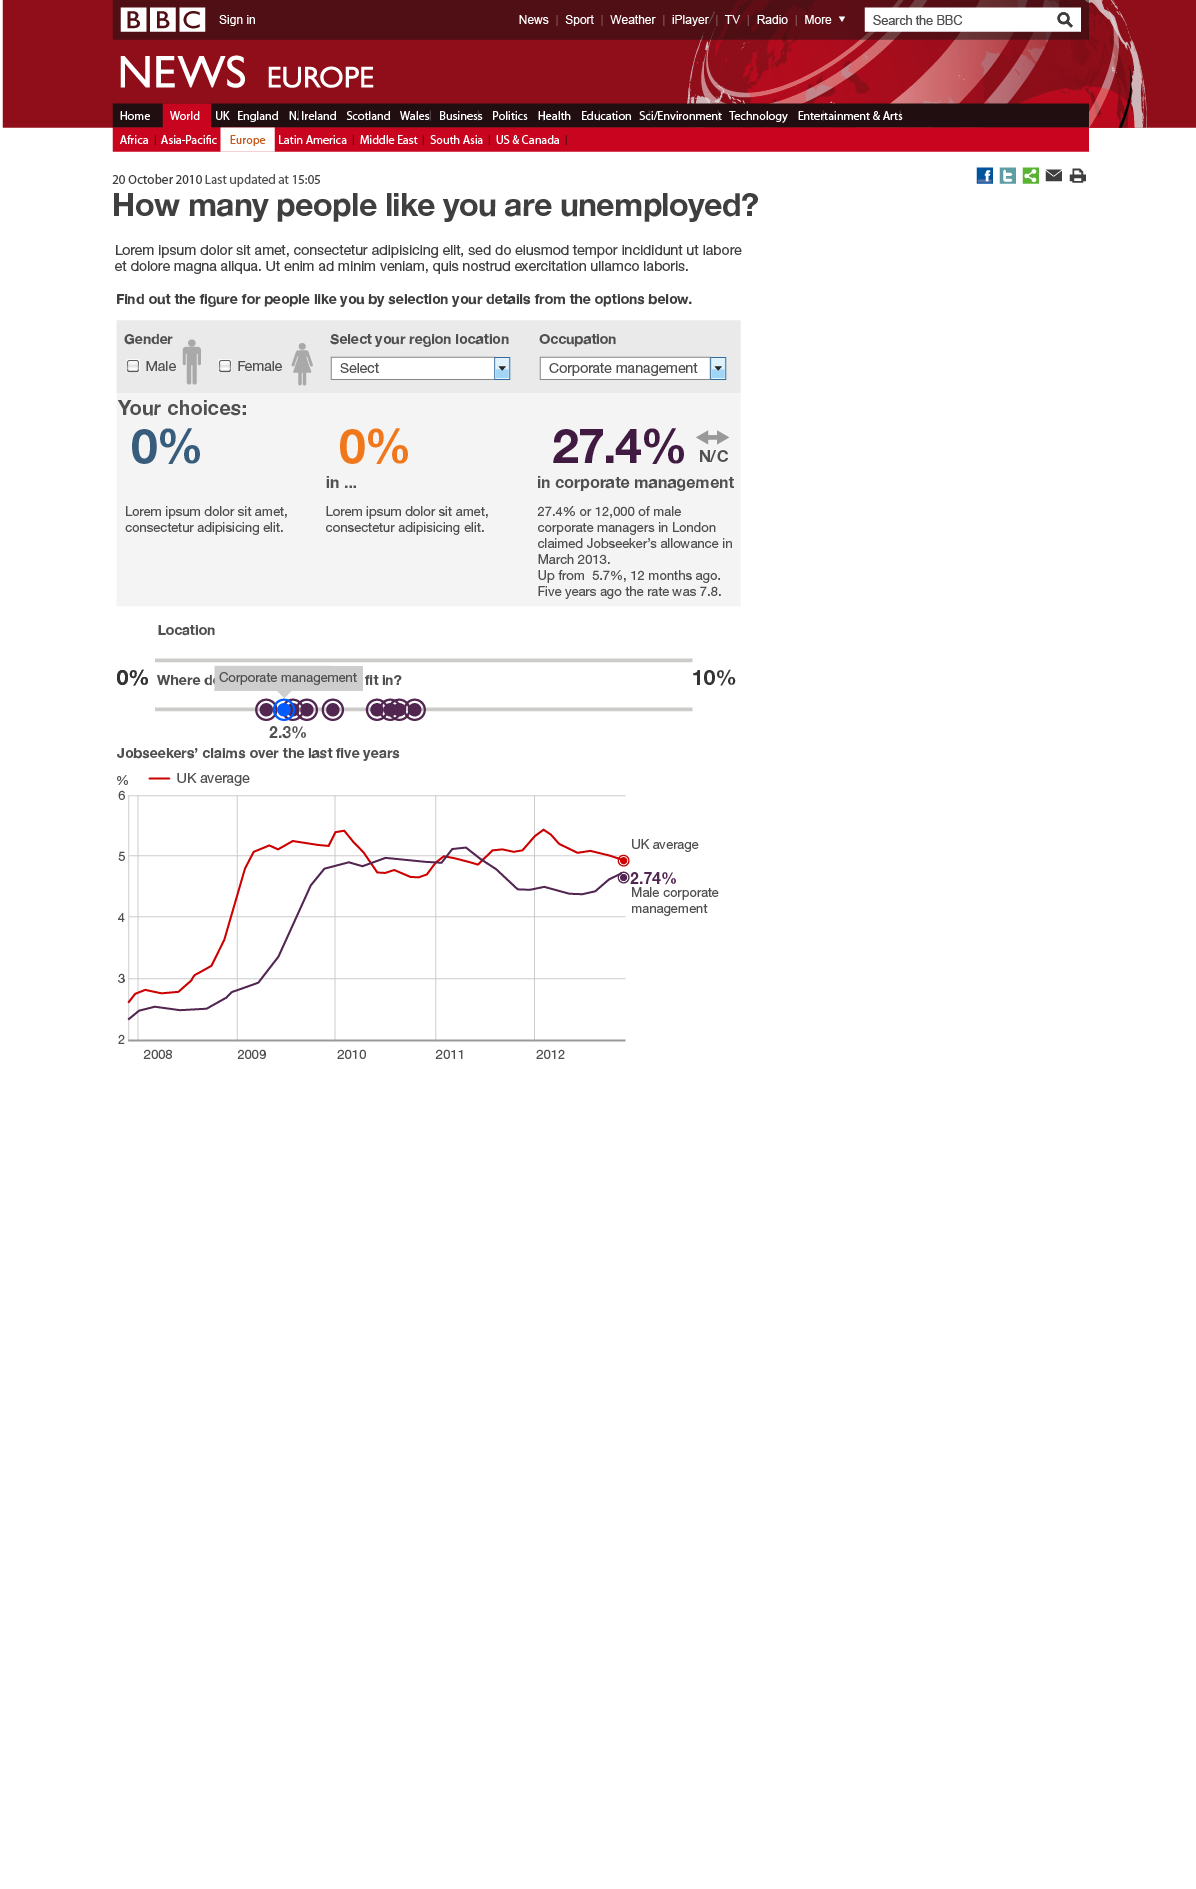 BBC Sign in News Sport Weather iPlayer TV Radio More Search the BBC
NEWS EUROPE
Home World UK England N. Ireland Scotland Wales Business Politics Health Education Sci/Environment Technology Entertainment & Arts
Africa Asia-Pacific Europe Latin America Middle East South Asia US & Canada
20 October 2010 Last updated at 15:05
How many people like you are unemployed?
Lorem ipsum dolor sit amet, consectetur adipisicing elit, sed do eiusmod tempor incididunt ut labore
et dolore magna aliqua. Ut enim ad minim veniam, quis nostrud exercitation ullamco laboris.
Find out the figure for people like you by selection your details from the options below.
Gender Select your region location Occupation
Male Female Select Corporate management
Your choices:
0% 0% 27.4% N/C
in ... in corporate management
Lorem ipsum dolor sit amet,
consectetur adipisicing elit.
Lorem ipsum dolor sit amet,
consectetur adipisicing elit.
27.4% or 12,000 of male
corporate managers in London
claimed Jobseeker's allowance in
March 2013.
Up from 5.7%, 12 months ago.
Five years ago the rate was 7.8.
Location
0% Where fit in? 10%
Corporate management
2.3%
Jobseekers' claims over the last five years
% UK average
6
5
4
3
2
UK average
2.74%
Male corporate
management
2008 2009 2010 2011 2012